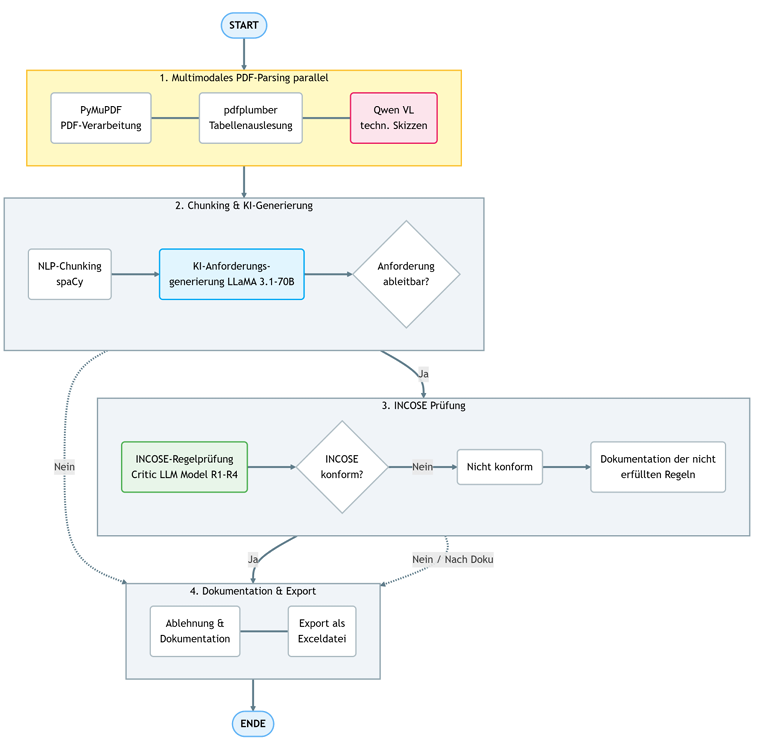 START
1. Multimodales PDF-Parsing parallel
PyMuPDF
PDF-Verarbeitung
pdfplumber
Tabellenauslesung
Qwen VL
techn. Skizzen
2. Chunking & KI-Generierung
NLP-Chunking
spaCy
KI-Anforderungs-
generierung LLaMA 3.1-70B
Anforderung
ableitbar?
Ja
Nein
3. INCOSE Prüfung
INCOSE-Regelprüfung
Critic LLM Model R1-R4
INCOSE
konform?
Nein
Nicht konform
Dokumentation der nicht
erfüllten Regeln
Ja
Nein / Nach Doku
4. Dokumentation & Export
Ablehnung &
Dokumentation
Export als
Exceldatei
ENDE